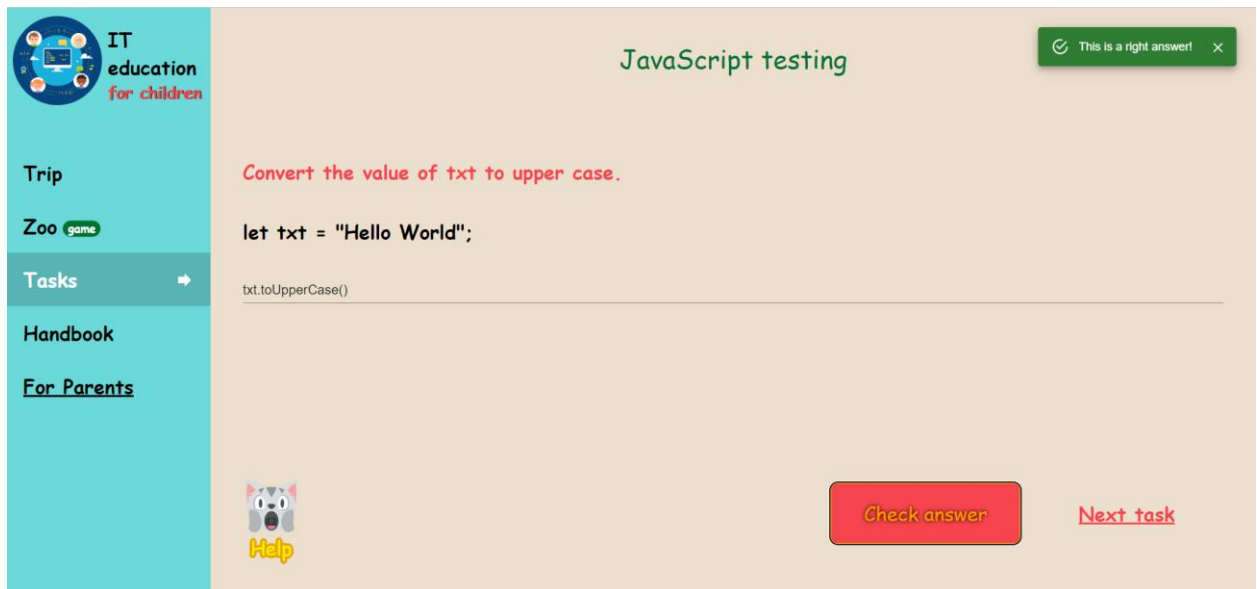 IT
education
for children
Trip
Zoo game
Tasks
Handbook
For Parents
JavaScript testing
This is a right answer!
Convert the value of txt to upper case.
let txt = "Hello World";
txt.toUpperCase()
Help
Check answer
Next task